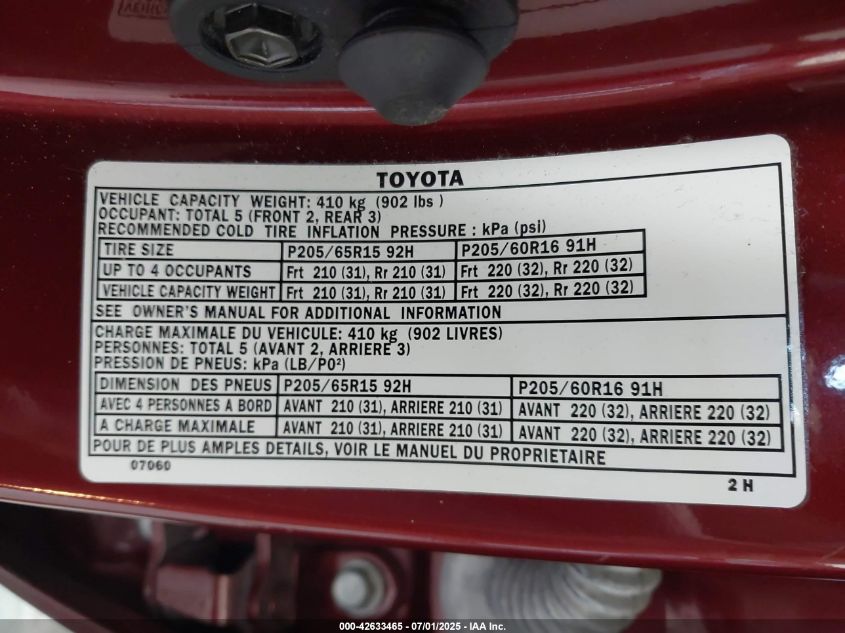 TOYOTA
VEHICLE CAPACITY WEIGHT: 410 kg (902 lbs )
OCCUPANT: TOTAL 5 (FRONT 2, REAR 3)
RECOMMENDED COLD TIRE INFLATION PRESSURE : kPa (psi)
TIRE SIZE P205/65R15 92H P205/60R16 91H
UP TO 4 OCCUPANTS Frt 210 (31), Rr 210 (31) Frt 220 (32), Rr 220 (32)
VEHICLE CAPACITY WEIGHT Frt 210 (31), Rr 210 (31) Frt 220 (32), Rr 220 (32)
SEE OWNER'S MANUAL FOR ADDITIONAL INFORMATION
CHARGE MAXIMALE DU VEHICULE: 410 kg (902 LIVRES)
PERSONNES: TOTAL 5 (AVANT 2, ARRIERE 3)
PRESSION DE PNEUS: kPa (LB/PO²)
DIMENSION DES PNEUS P205/65R15 92H P205/60R16 91H
AVEC 4 PERSONNES A BORD AVANT 210 (31), ARRIERE 210 (31) AVANT 220 (32), ARRIERE 220 (32)
A CHARGE MAXIMALE AVANT 210 (31), ARRIERE 210 (31) AVANT 220 (32), ARRIERE 220 (32)
POUR DE PLUS AMPLES DETAILS, VOIR LE MANUEL DU PROPRIETAIRE
07060
2 H
000-42633465 - 07/01/2025 - IAA Inc.